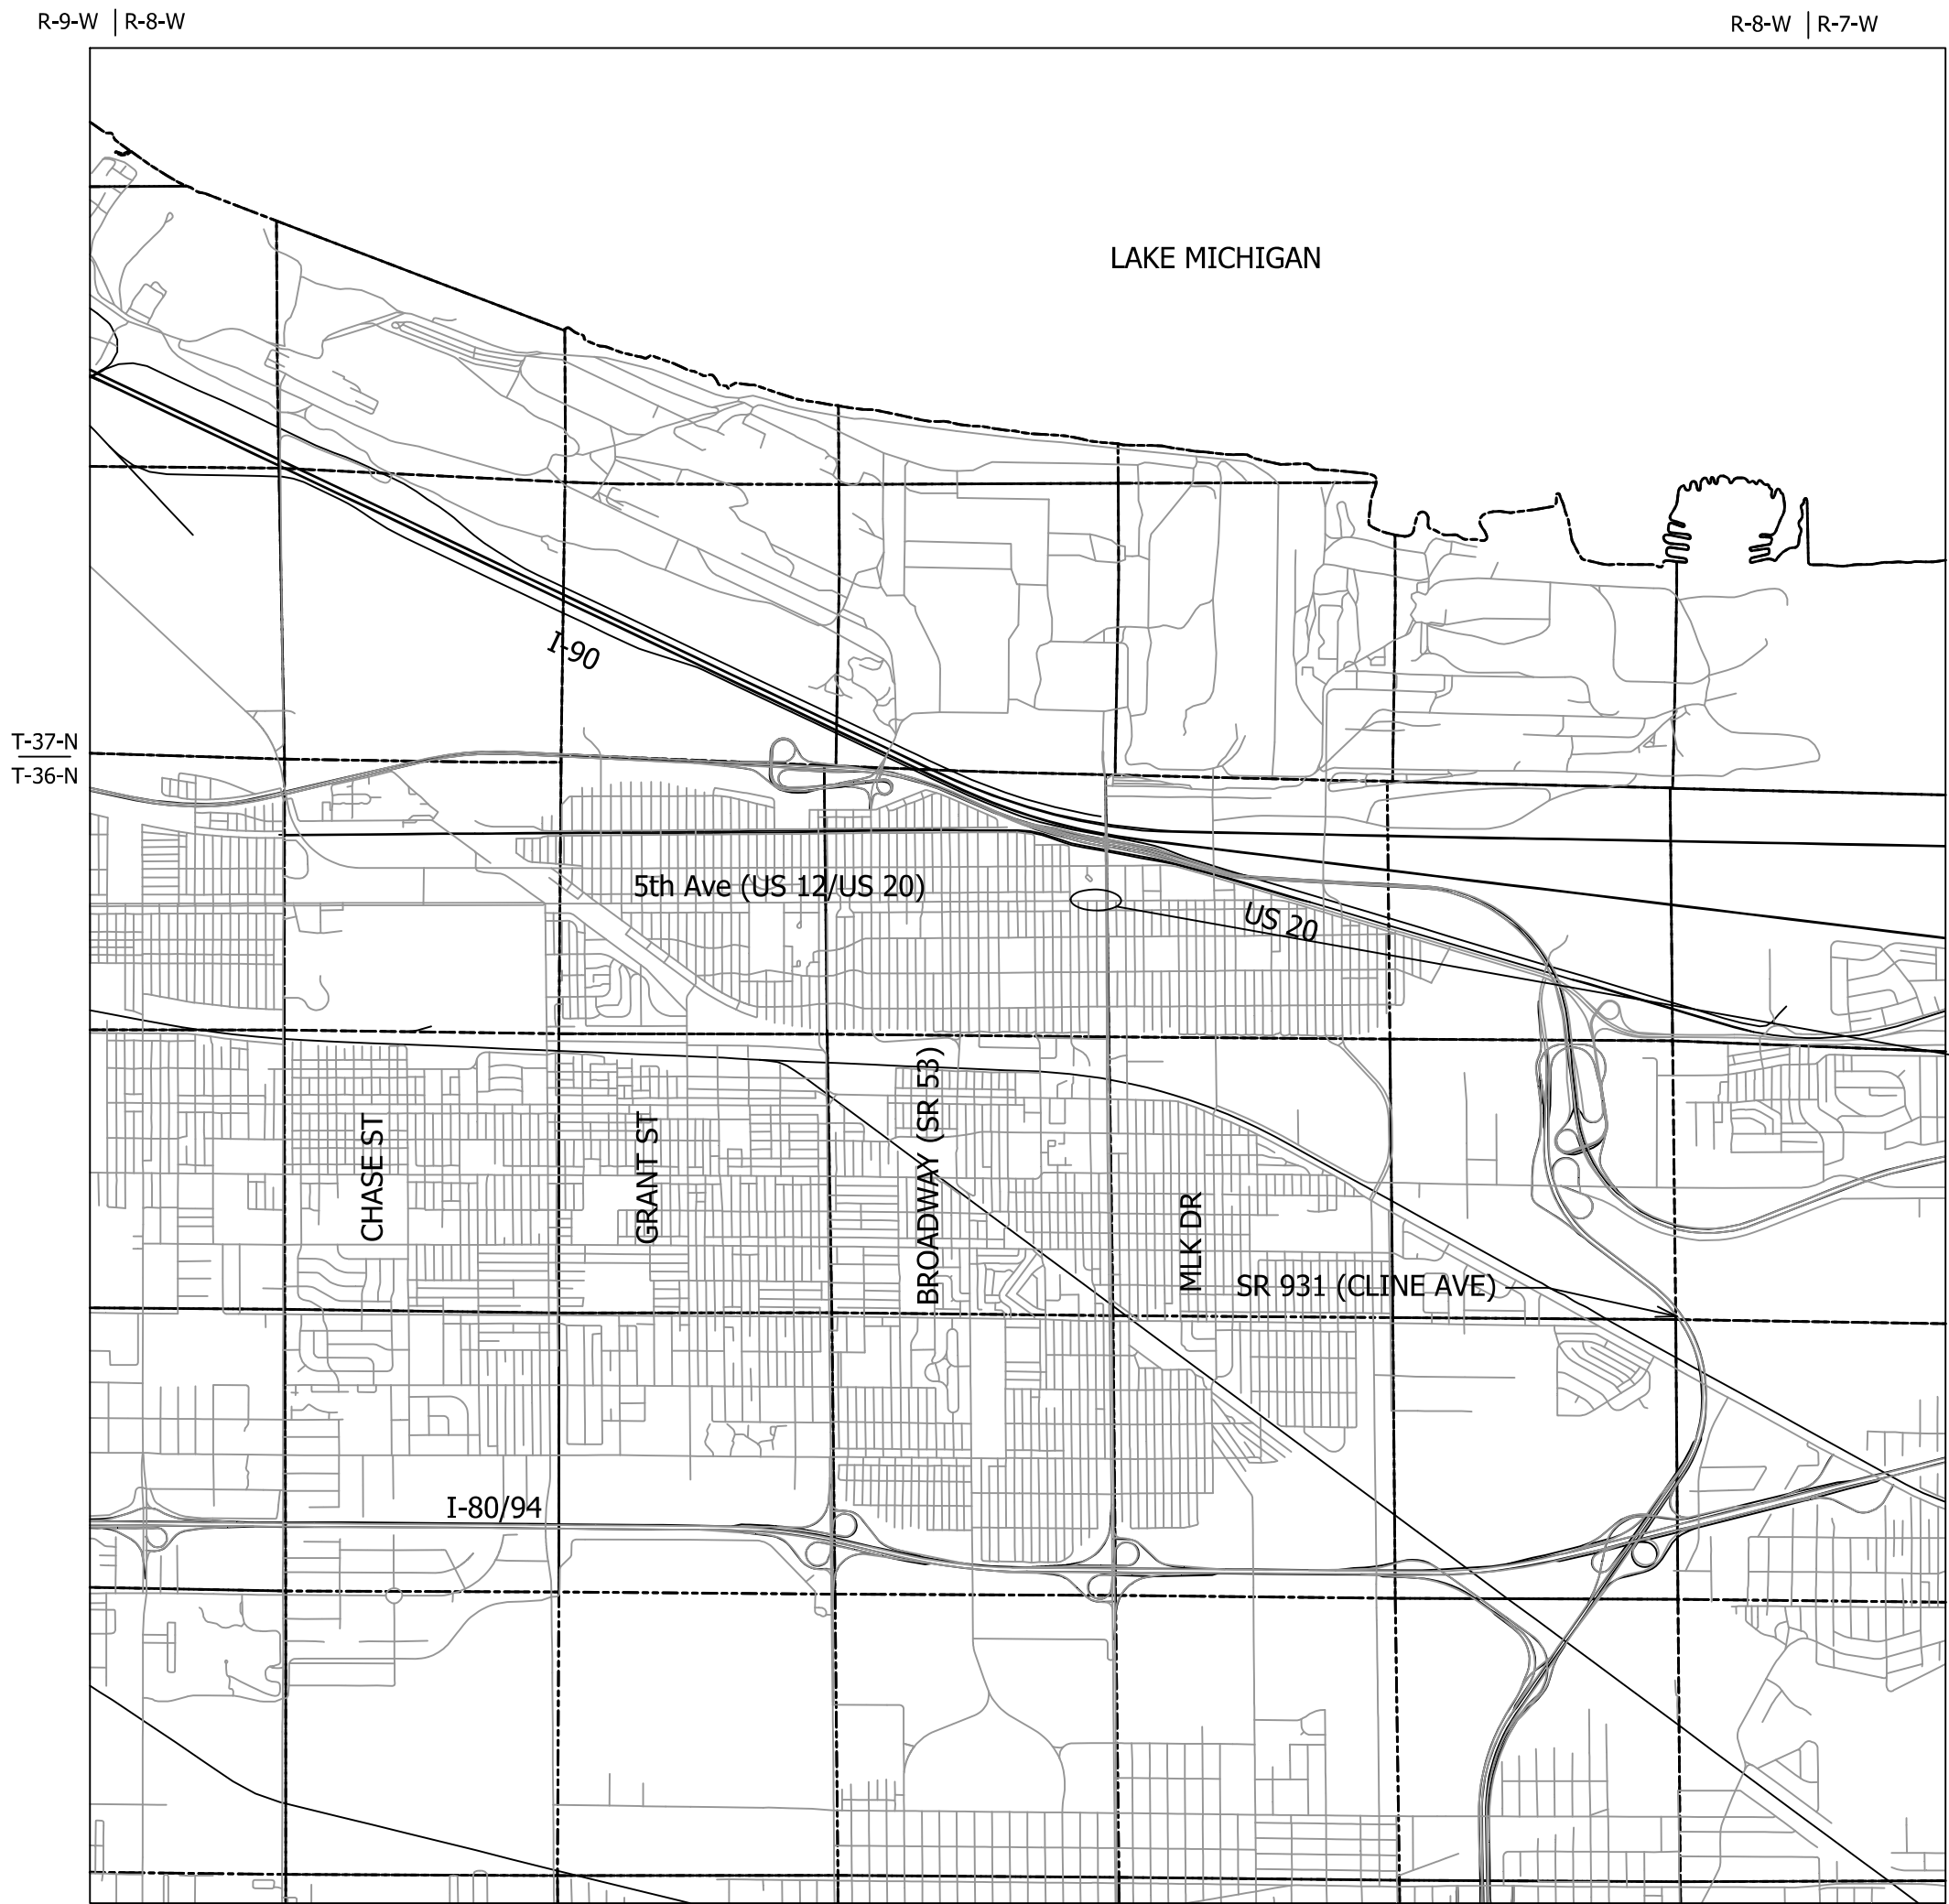 R-9-W | R-8-W
R-8-W | R-7-W
LAKE MICHIGAN
I-90
T-37-N
T-36-N
5th Ave (US 12/US 20)
US 20
CHASE ST
GRANT ST
BROADWAY (SR 53)
MLK DR
SR 931 (CLINE AVE)
I-80/94